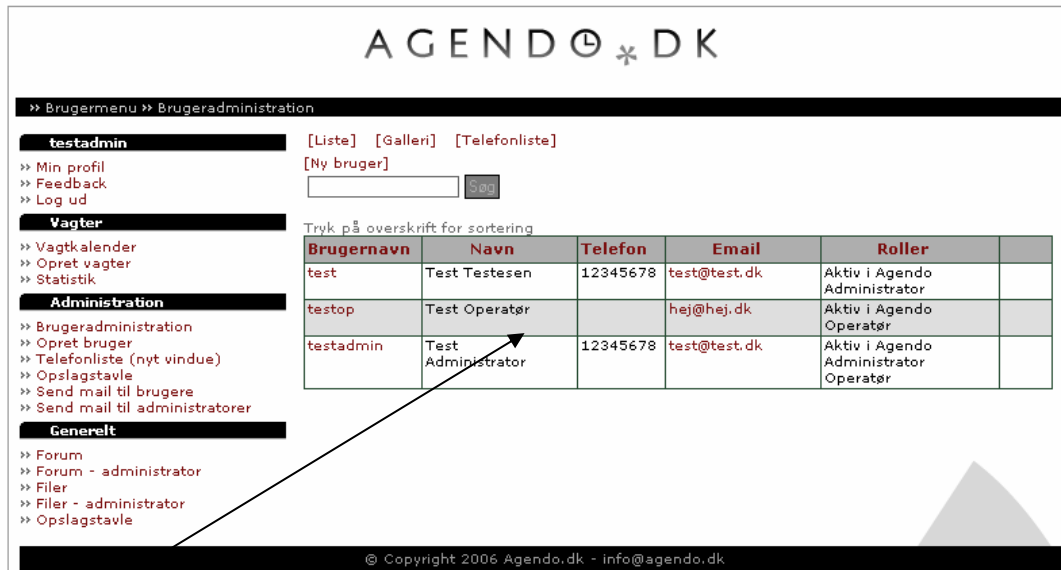 AGENDO*DK
›› Brugermenu ›› Brugeradministration
testadmin
›› Min profil
›› Feedback
›› Log ud
Vagter
›› Vagtkalender
›› Opret vagter
›› Statistik
Administration
›› Brugeradministration
›› Opret bruger
›› Telefonliste (nyt vindue)
›› Opslagstavle
›› Send mail til brugere
›› Send mail til administratorer
Generelt
›› Forum
›› Forum - administrator
›› Filer
›› Filer - administrator
›› Opslagstavle
[Liste] [Galleri] [Telefonliste]
[Ny bruger]
Søg
Tryk på overskrift for sortering
Brugernavn Navn Telefon Email Roller
test Test Testesen 12345678 test@test.dk Aktiv i Agendo
Administrator
testop Test Operatør hej@hej.dk Aktiv i Agendo
Operatør
testadmin Test 12345678 test@test.dk Aktiv i Agendo
Administrator Administrator
Operatør
© Copyright 2006 Agendo.dk - info@agendo.dk